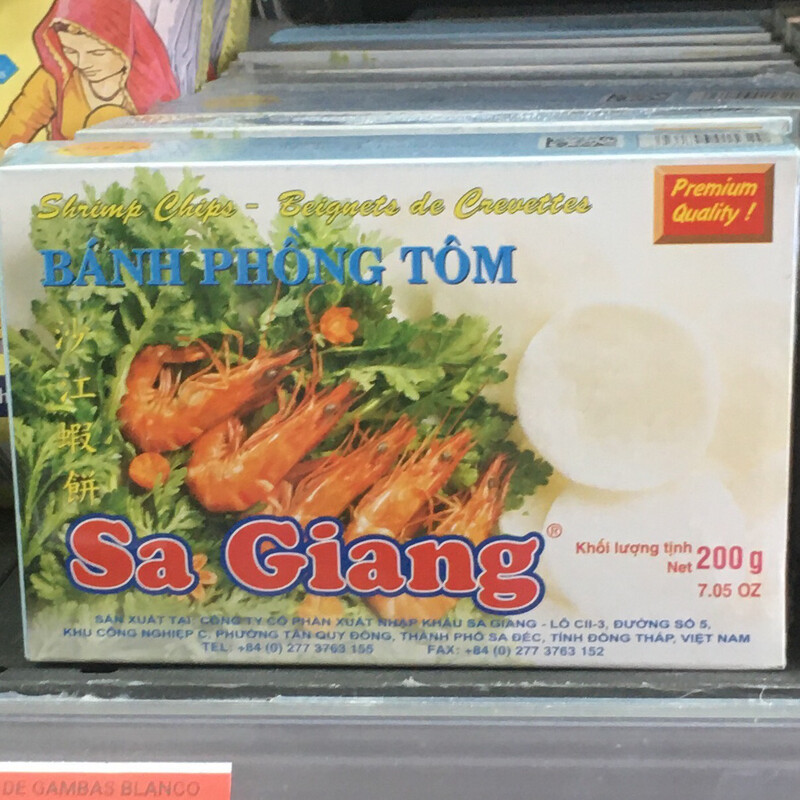 Shrimp Chips - Beignets de Crevettes
Premium
Quality !
BÁNH PHỒNG TÔM
沙江蝦餅
Sa Giang®
Khối lượng tịnh
Net 200 g
7.05 OZ
SẢN XUẤT TẠI CÔNG TY CỔ PHẦN XUẤT NHẬP KHẨU SA GIANG - LÔ CII-3, ĐƯỜNG SỐ 5,
KHU CÔNG NGHIỆP C, PHƯỜNG TÂN QUY ĐÔNG, THÀNH PHỐ SA ĐÉC, TỈNH ĐỒNG THÁP, VIỆT NAM
TEL: +84 (0) 277 3763 155 FAX: +84 (0) 277 3763 152
DE GAMBAS BLANCO